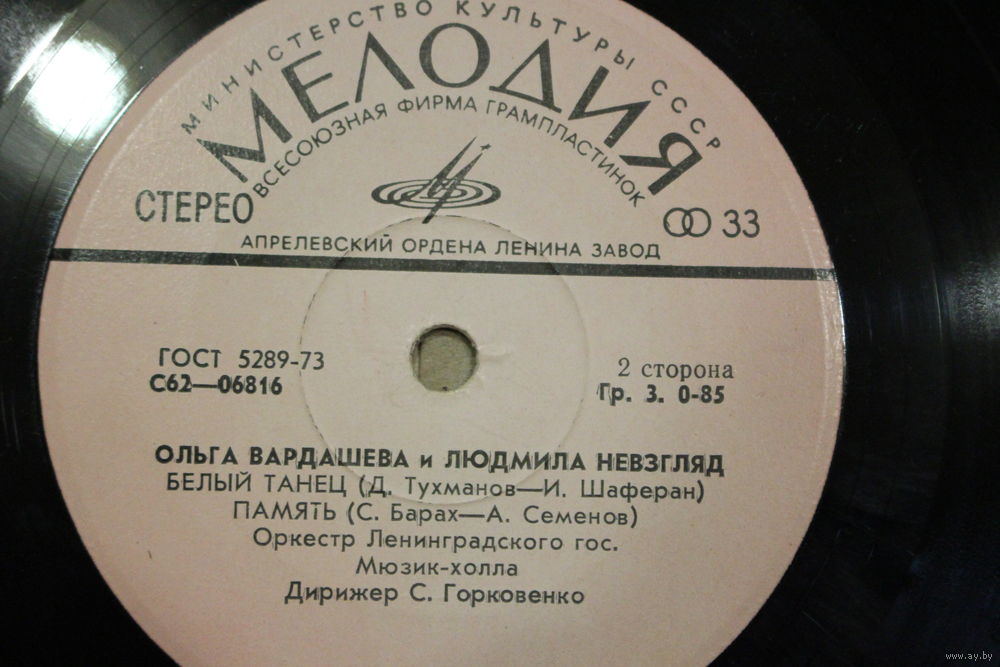 МИНИСТЕРСТВО КУЛЬТУРЫ СССР
МЕЛОДИЯ
ВСЕСОЮЗНАЯ ФИРМА ГРАМПЛАСТИНОК
СТЕРЕО
33
АПРЕЛЕВСКИЙ ОРДЕНА ЛЕНИНА ЗАВОД
ГОСТ 5289-73
С62—06816
2 сторона
Гр. 3. 0-85
ОЛЬГА ВАРДАШЕВА и ЛЮДМИЛА НЕВЗГЛЯД
БЕЛЫЙ ТАНЕЦ (Д. Тухманов—И. Шаферан)
ПАМЯТЬ (С. Барах—А. Семенов)
Оркестр Ленинградского гос.
Мюзик-холла
Дирижер С. Горковенко
www.ay.by